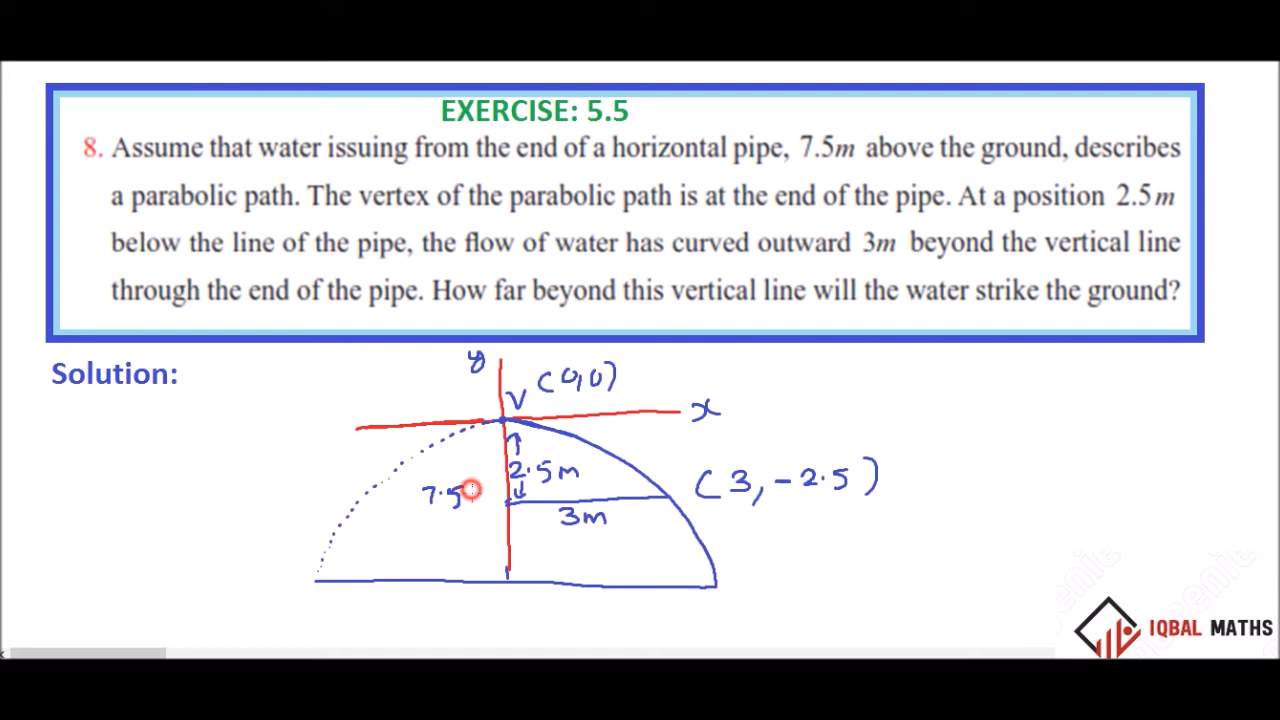 EXERCISE: 5.5
8. Assume that water issuing from the end of a horizontal pipe, 7.5m above the ground, describes
a parabolic path. The vertex of the parabolic path is at the end of the pipe. At a position 2.5m
below the line of the pipe, the flow of water has curved outward 3m beyond the vertical line
through the end of the pipe. How far beyond this vertical line will the water strike the ground?
Solution:
y
V (0,0)
x
2.5m
7.5
(3, -2.5)
3m
IQBAL MATHS